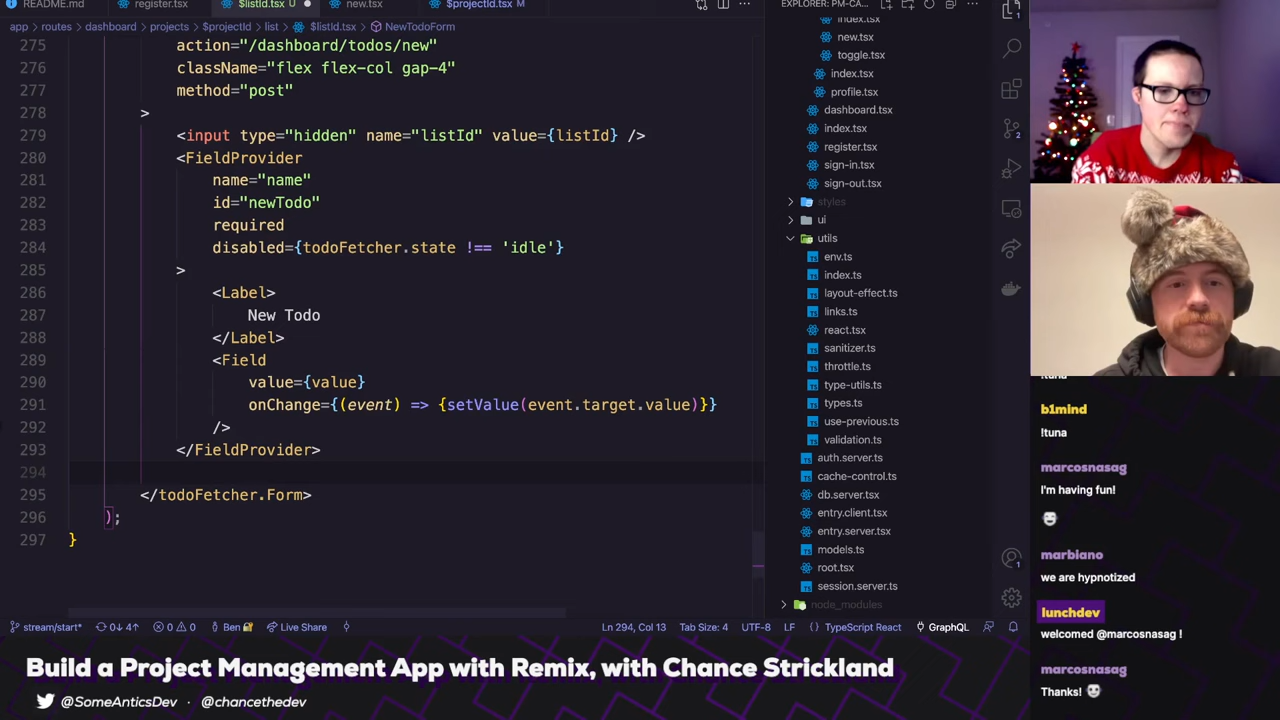 README.md
register.tsx
$listId.tsx U
new.tsx
$projectId.tsx M
app > routes > dashboard > projects > $projectId > list > $listId.tsx > NewTodoForm
275 action="/dashboard/todos/new"
276 className="flex flex-col gap-4"
277 method="post"
278 >
279 <input type="hidden" name="listId" value={listId} />
280 <FieldProvider
281 name="name"
282 id="newTodo"
283 required
284 disabled={todoFetcher.state !== 'idle'}
285 >
286 <Label>
287 New Todo
288 </Label>
289 <Field
290 value={value}
291 onChange={(event) => {setValue(event.target.value)}}
292 />
293 </FieldProvider>
294
295 </todoFetcher.Form>
296 );
297 }
EXPLORER: PM-CA...
index.tsx
new.tsx
toggle.tsx
index.tsx
profile.tsx
dashboard.tsx
index.tsx
register.tsx
sign-in.tsx
sign-out.tsx
styles
ui
utils
env.ts
index.ts
layout-effect.ts
links.ts
react.tsx
sanitizer.ts
throttle.ts
type-utils.ts
types.ts
use-previous.ts
validation.ts
auth.server.ts
cache-control.ts
db.server.ts
entry.client.tsx
entry.server.tsx
models.ts
root.tsx
session.server.ts
node_modules
1
2
1
stream/start* 0↓ 4↑ 0 0 Ben Live Share Ln 294, Col 13 Tab Size: 4 UTF-8 LF TypeScript React GraphQL
!tuna
b1mind
!tuna
marcosnasag
I'm having fun!
marbiano
we are hypnotized
lunchdev
welcomed @marcosnasag !
marcosnasag
Thanks!
Build a Project Management App with Remix, with Chance Strickland
@SomeAnticsDev · @chancethedev